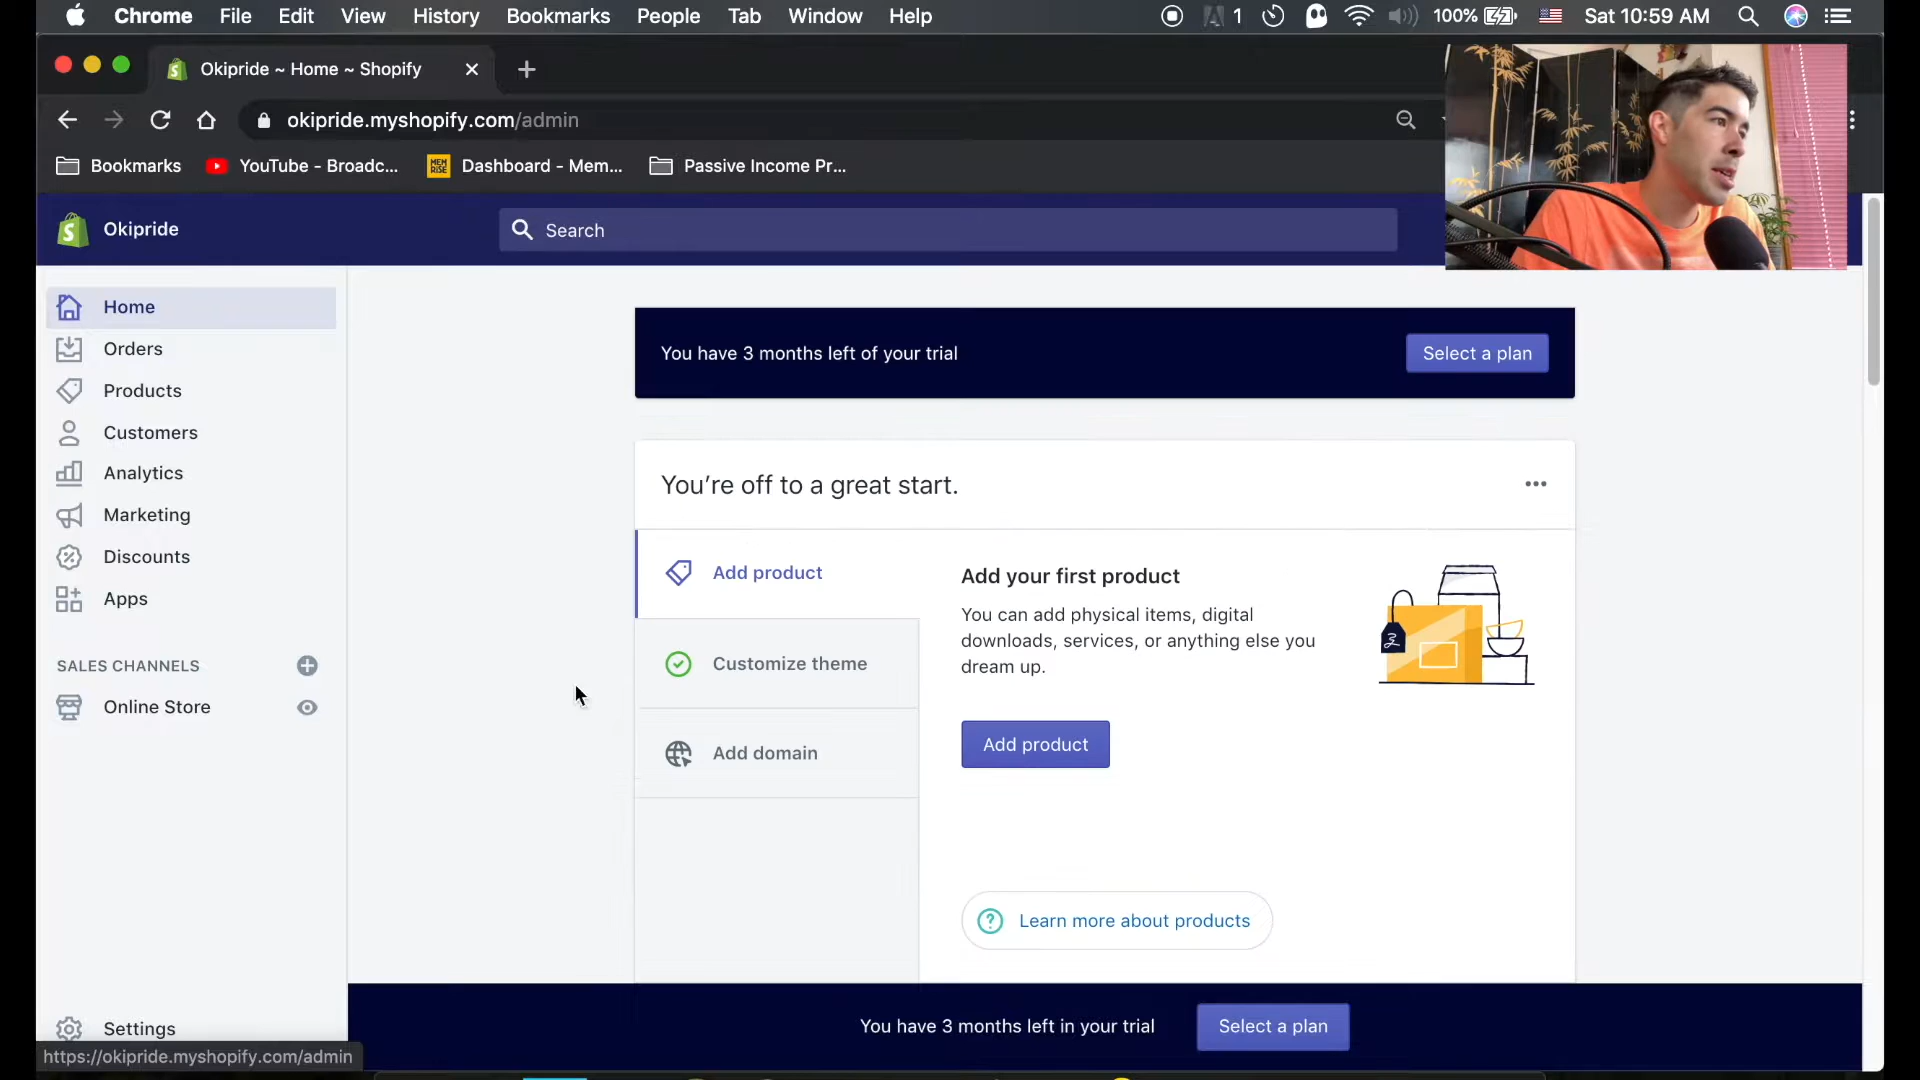 Chrome File Edit View History Bookmarks People Tab Window Help 1 100% Sat 10:59 AM
Okipride ~ Home ~ Shopify
okipride.myshopify.com/admin
Bookmarks YouTube - Broadc... MEM RISE Dashboard - Mem... Passive Income Pr...
Okipride
Search
Home
Orders
Products
Customers
Analytics
Marketing
Discounts
Apps
SALES CHANNELS
Online Store
Settings
https://okipride.myshopify.com/admin
You have 3 months left of your trial
Select a plan
You're off to a great start.
Add product
Customize theme
Add domain
Add your first product
You can add physical items, digital
downloads, services, or anything else you
dream up.
Add product
Learn more about products
You have 3 months left in your trial
Select a plan